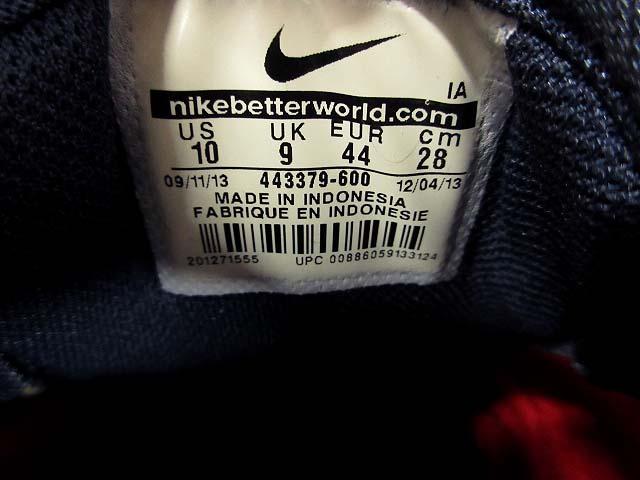 IA
nikebetterworld.com
US UK EUR cm
10 9 44 28
09/11/13 443379-600 12/04/13
MADE IN INDONESIA
FABRIQUE EN INDONESIE
201271555 UPC 00886059133124